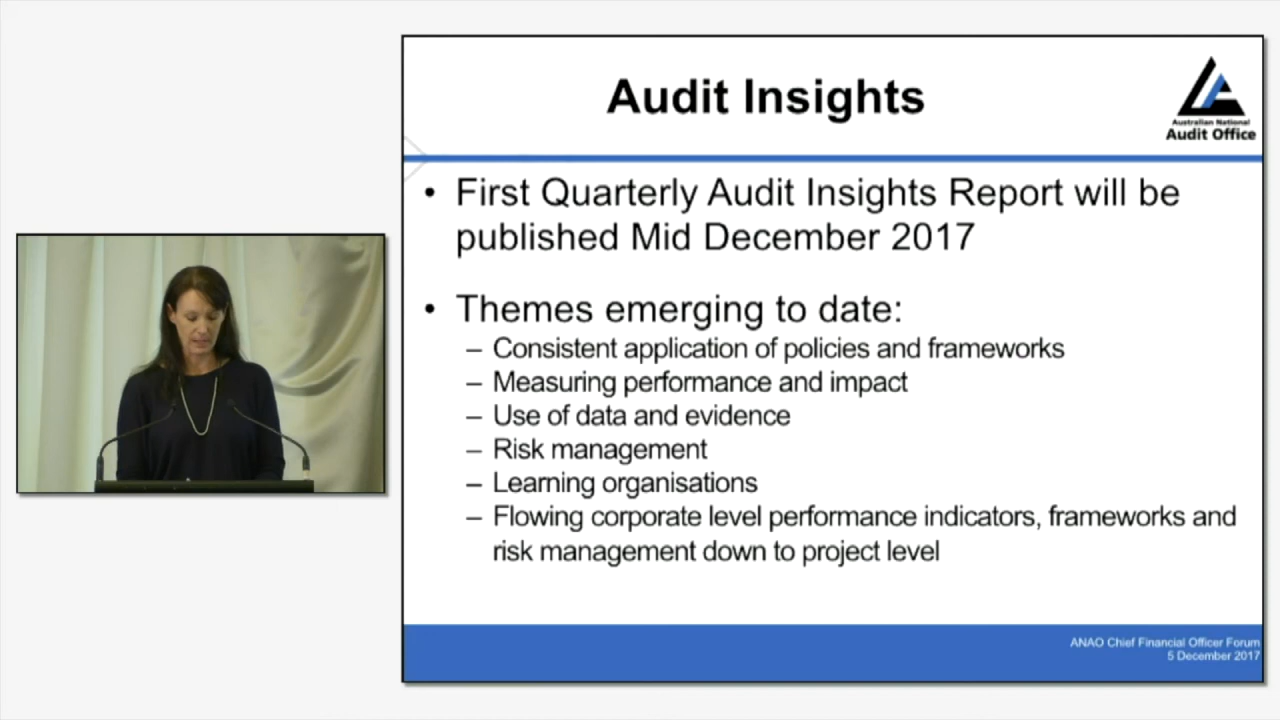 Audit Insights
Australian National
Audit Office
• First Quarterly Audit Insights Report will be
published Mid December 2017
• Themes emerging to date:
– Consistent application of policies and frameworks
– Measuring performance and impact
– Use of data and evidence
– Risk management
– Learning organisations
– Flowing corporate level performance indicators, frameworks and
risk management down to project level
ANAO Chief Financial Officer Forum
5 December 2017